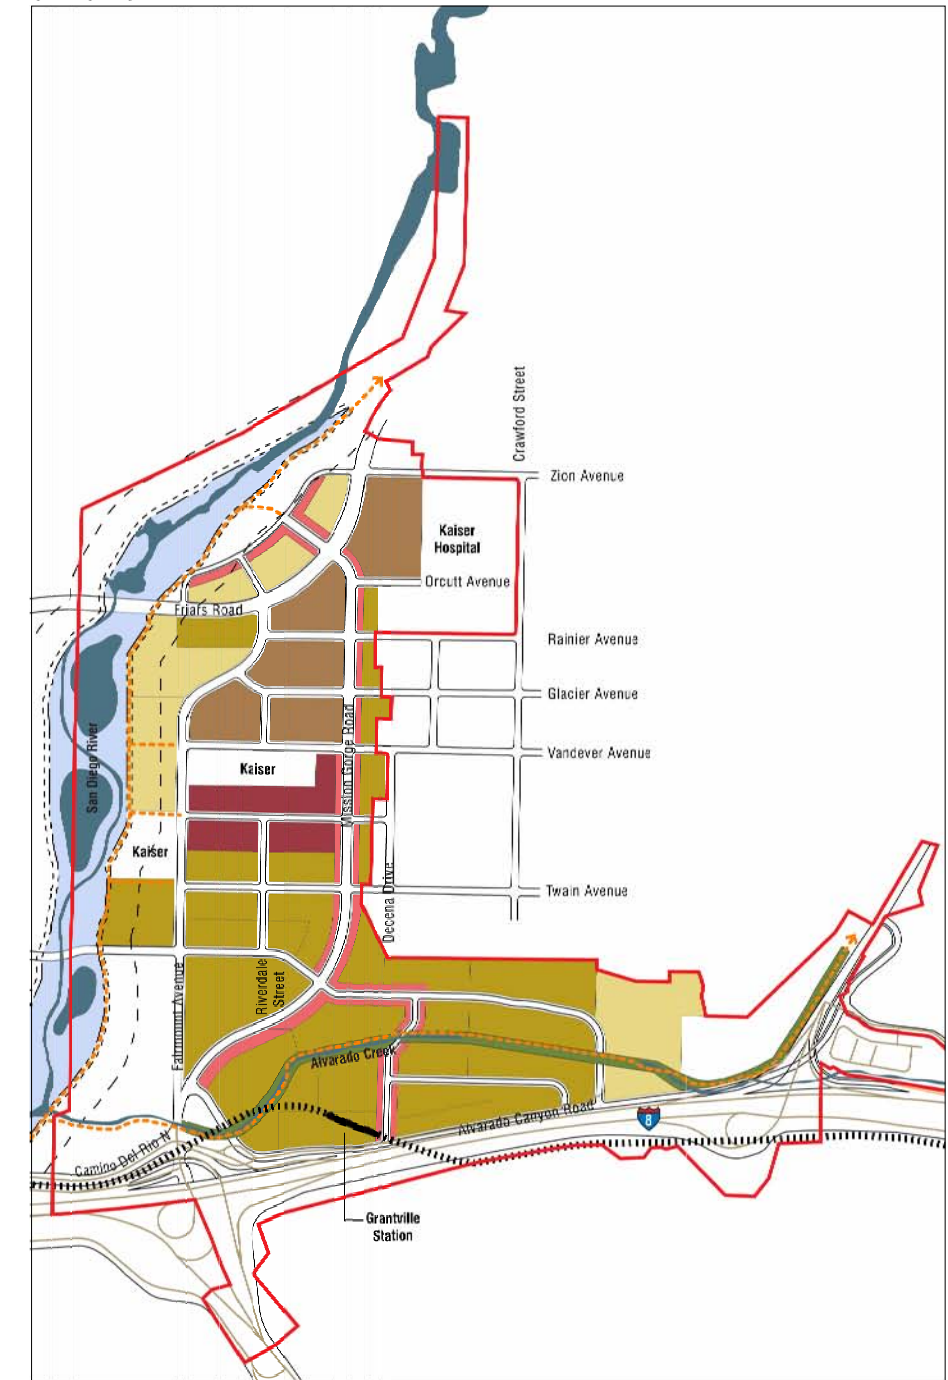 Crawford Street
Zion Avenue
Kaiser
Hospital
Orcutt Avenue
Friars Road
Rainier Avenue
Glacier Avenue
Mission Gorge Road
San Diego River
Vandever Avenue
Kaiser
Kaiser
Decena Drive
Twain Avenue
Fairmount Avenue
Riverdale
Street
Alvarado Creek
Alvarado Canyon Road
8
Camino Del Rio N
Grantville
Station